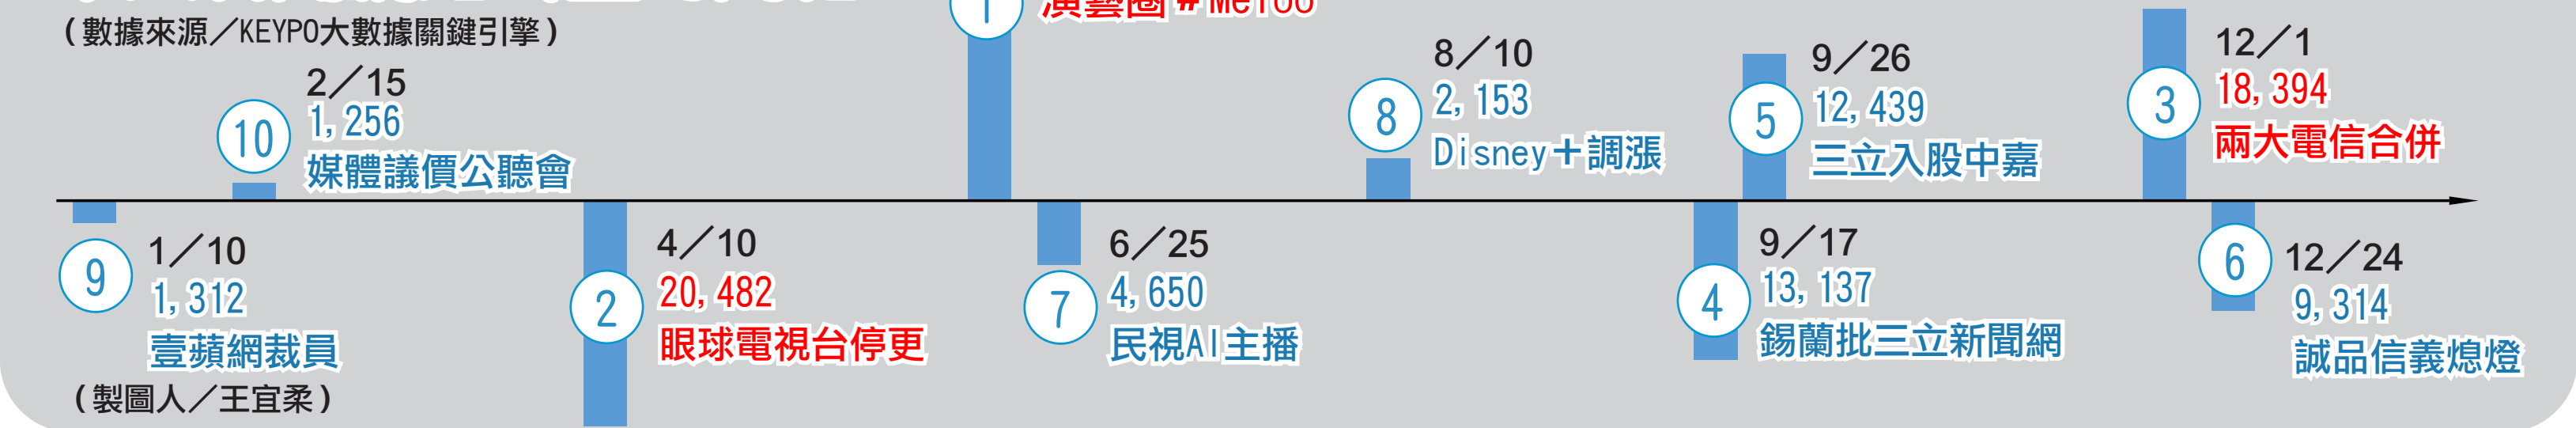 演藝圈#MeToo
1
(數據來源/KEYPO大數據關鍵引擎)
10
2/15
1,256
媒體議價公聽會
8
8/10
2,153
Disney+調漲
5
9/26
12,439
三立入股中嘉
3
12/1
18,394
兩大電信合併
9
1/10
1,312
壹蘋網裁員
2
4/10
20,482
眼球電視台停更
7
6/25
4,650
民視AI主播
4
9/17
13,137
錫蘭批三立新聞網
6
12/24
9,314
誠品信義熄燈
(製圖人/王宜柔)